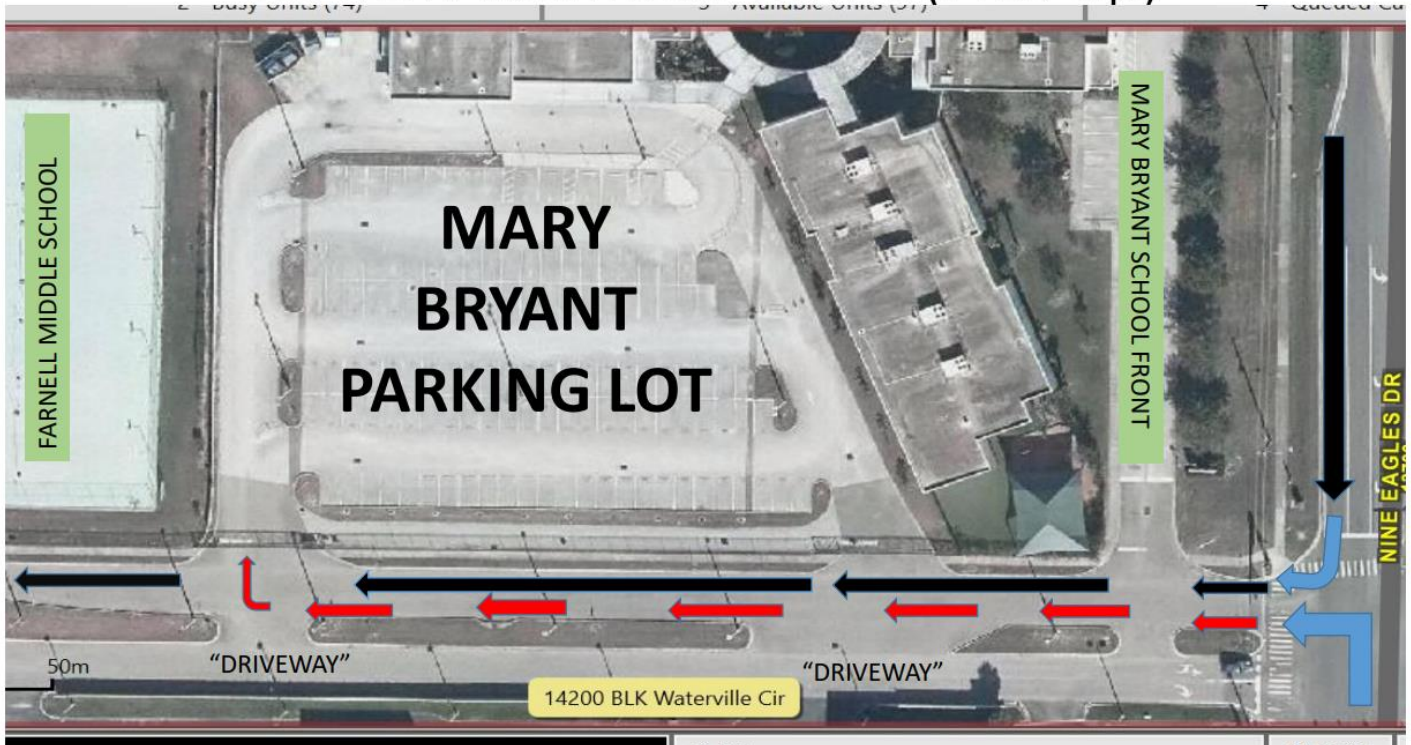 FARNELL MIDDLE SCHOOL
MARY
BRYANT
PARKING LOT
MARY BRYANT SCHOOL FRONT
NINE EAGLES DR
50m
"DRIVEWAY"
"DRIVEWAY"
14200 BLK Waterville Cir